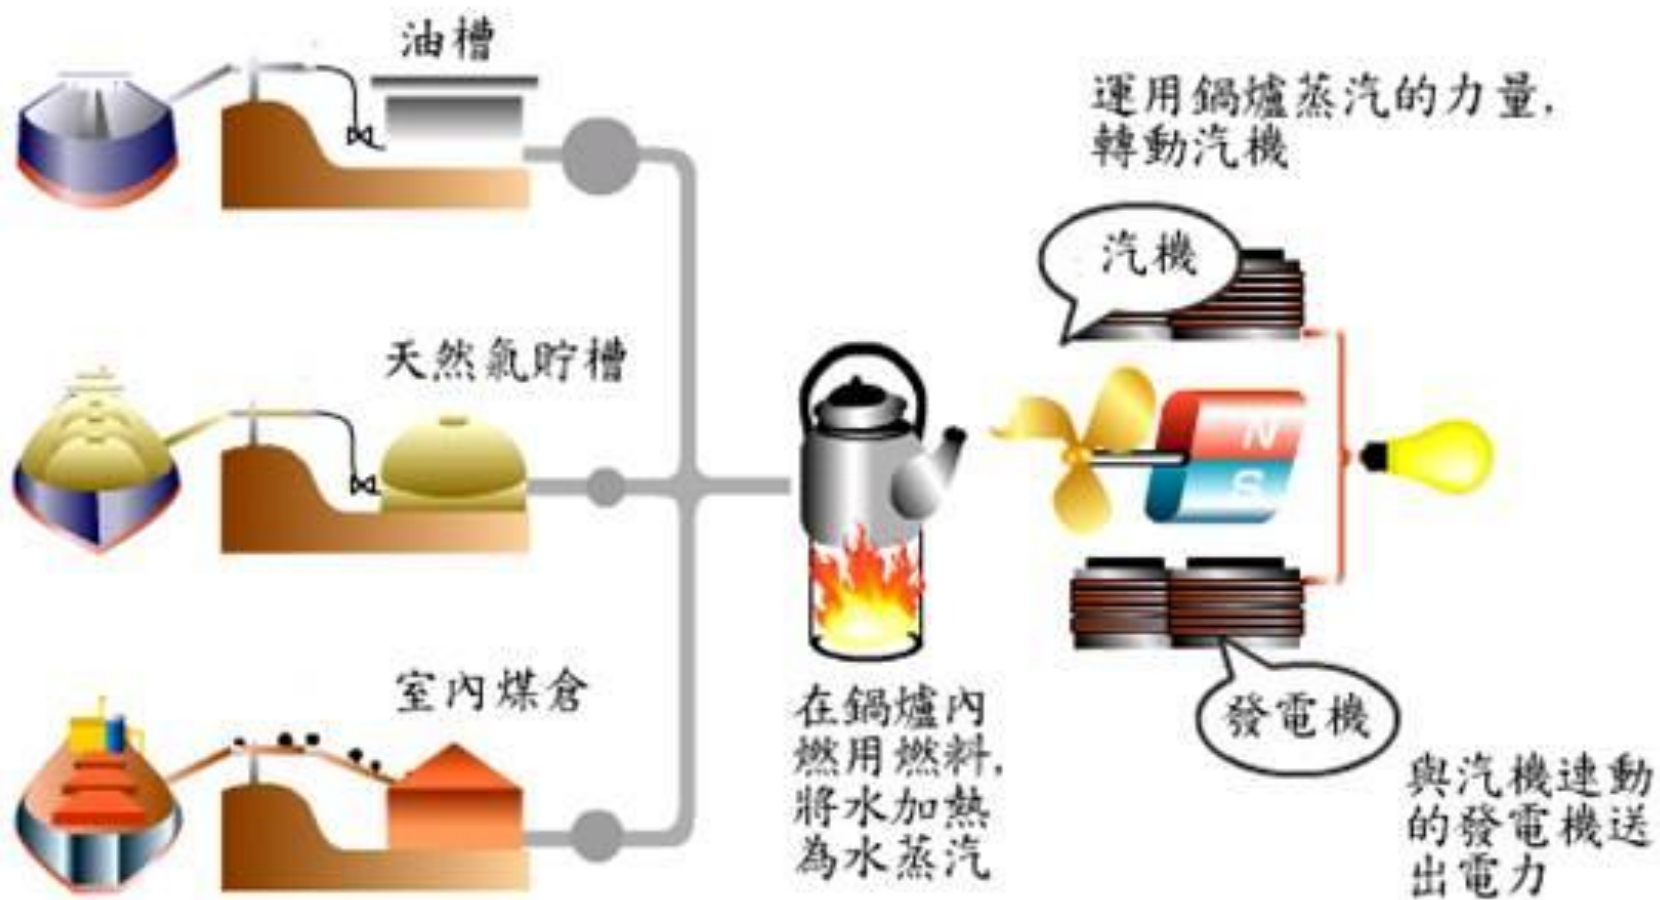 油槽
運用鍋爐蒸汽的力量,
轉動汽機
汽機
天然氣貯槽
N
S
室內煤倉
在鍋爐內
燃用燃料,
將水加熱
為水蒸汽
發電機
與汽機連動
的發電機送
出電力